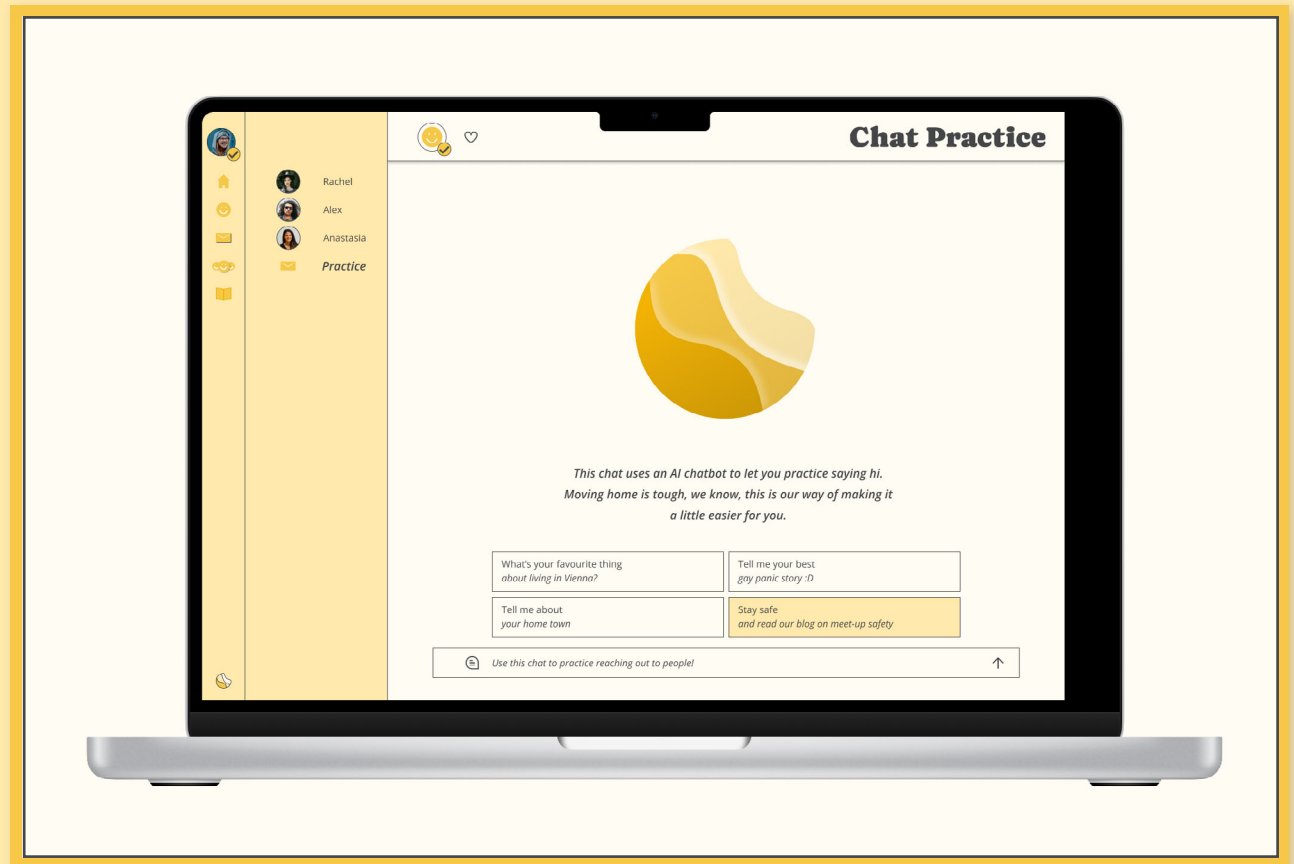 Chat Practice
Rachel
Alex
Anastasia
Practice
This chat uses an AI chatbot to let you practice saying hi.
Moving home is tough, we know, this is our way of making it
a little easier for you.
What's your favourite thing
about living in Vienna?
Tell me your best
gay panic story :D
Tell me about
your home town
Stay safe
and read our blog on meet-up safety
Use this chat to practice reaching out to people!